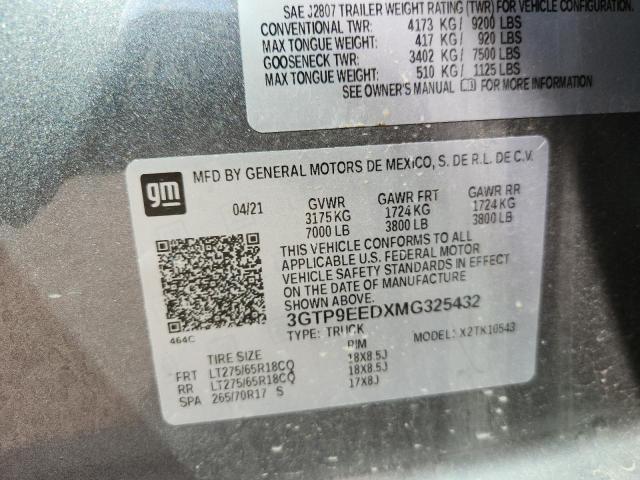 SAE J2807 TRAILER WEIGHT RATING (TWR) FOR VEHICLE CONFIGURATION.
CONVENTIONAL TWR: 4173 KG / 9200 LBS
MAX TONGUE WEIGHT: 417 KG / 920 LBS
GOOSENECK TWR: 3402 KG / 7500 LBS
MAX TONGUE WEIGHT: 510 KG / 1125 LBS
SEE OWNER'S MANUAL FOR MORE INFORMATION
gm
MFD BY GENERAL MOTORS DE MEXICO, S. DE R.L. DE C.V.
04/21 GVWR GAWR FRT GAWR RR
3175 KG 1724 KG 1724 KG
7000 LB 3800 LB 3800 LB
THIS VEHICLE CONFORMS TO ALL
APPLICABLE U.S. FEDERAL MOTOR
VEHICLE SAFETY STANDARDS IN EFFECT
ON THE DATE OF MANUFACTURE
SHOWN ABOVE.
3GTP9EEDXMG325432
464C
TYPE: TRUCK MODEL: X2TK10543
TIRE SIZE RIM
FRT LT275/65R18CQ 18X8.5J
RR LT275/65R18CQ 18X8.5J
SPA 265/70R17 S 17X8J